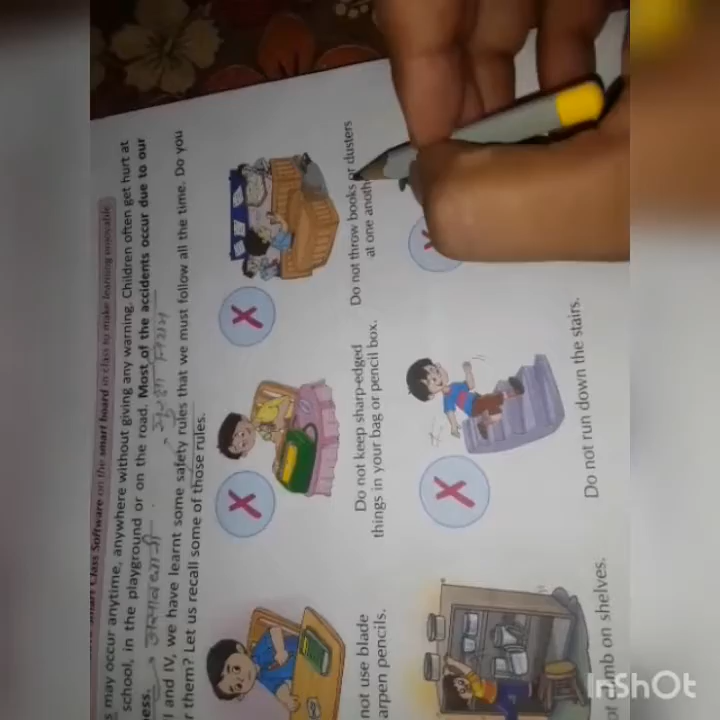 Smart Class Software on the smart board in class to make learning enjoyable
s may occur anytime, anywhere without giving any warning. Children often get hurt at
school, in the playground or on the road. Most of the accidents occur due to our
ness. असावधानी सुरक्षा नियम
I and IV, we have learnt some safety rules that we must follow all the time. Do you
r them? Let us recall some of those rules.
not use blade
arpen pencils.
Do not keep sharp-edged
things in your bag or pencil box.
Do not throw books or dusters
at one anoth
mb on shelves.
Do not run down the stairs.
InShOt